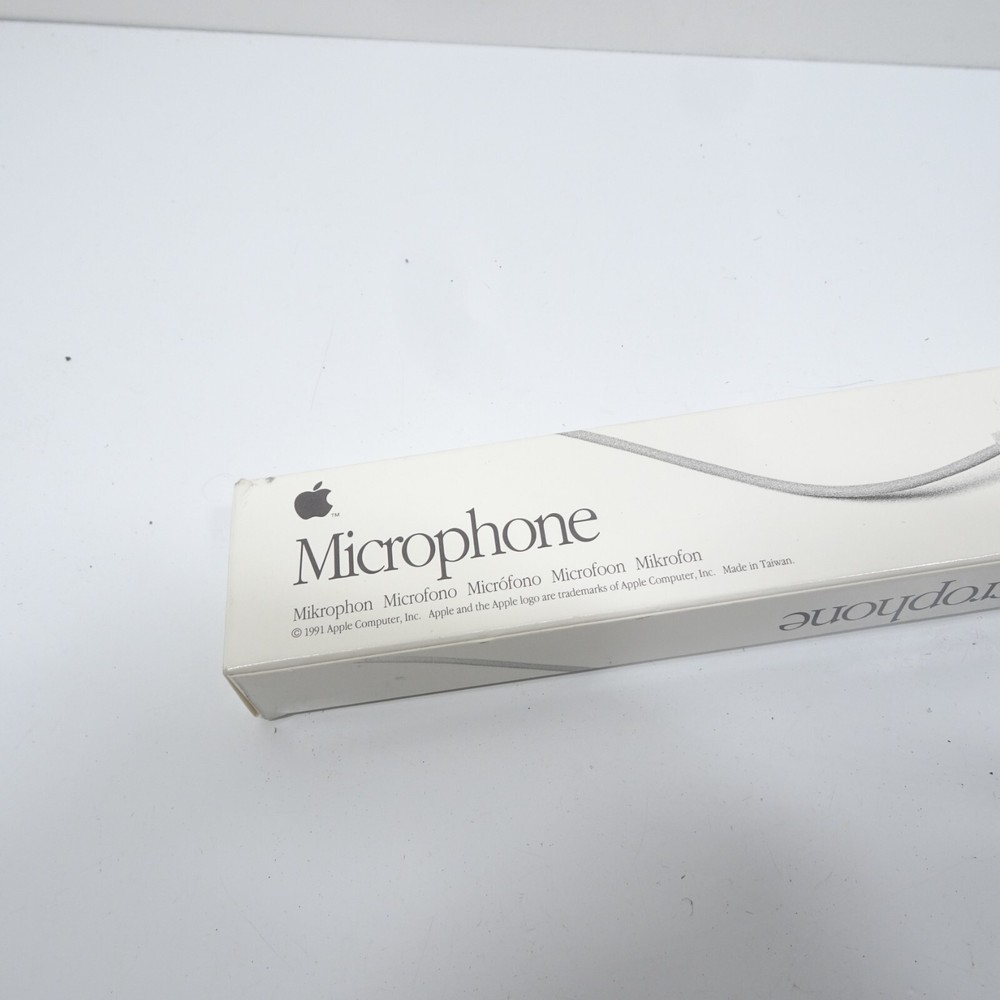 TM
Microphone
Mikrophon Microfono Micrófono Microfoon Mikrofon
© 1991 Apple Computer, Inc. Apple and the Apple logo are trademarks of Apple Computer, Inc. Made in Taiwan.
rophone